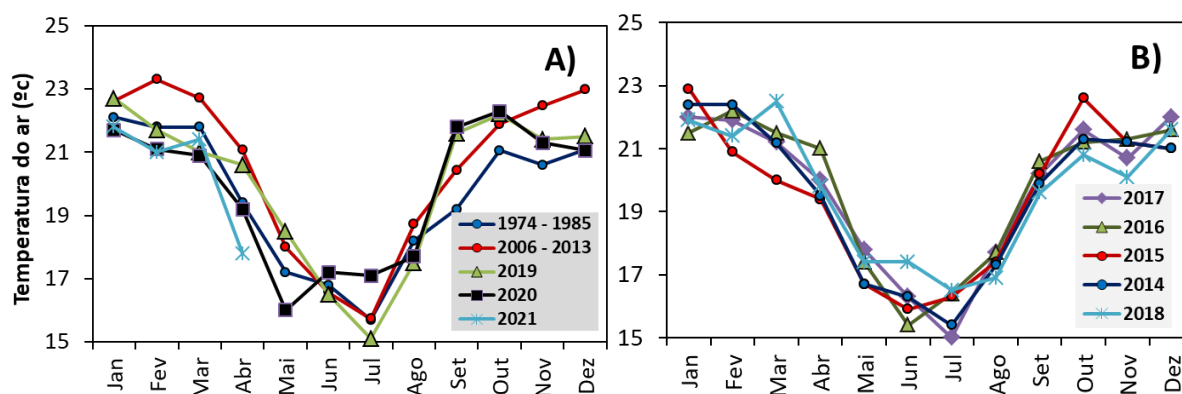 Temperatura do ar (ºc)
25
23
21
19
17
15
A)
1974 - 1985
2006 - 2013
2019
2020
2021
Jan Fev Mar Abr Mai Jun Jul Ago Set Out Nov Dez
25
23
21
19
17
15
B)
2017
2016
2015
2014
2018
Jan Fev Mar Abr Mai Jun Jul Ago Set Out Nov Dez